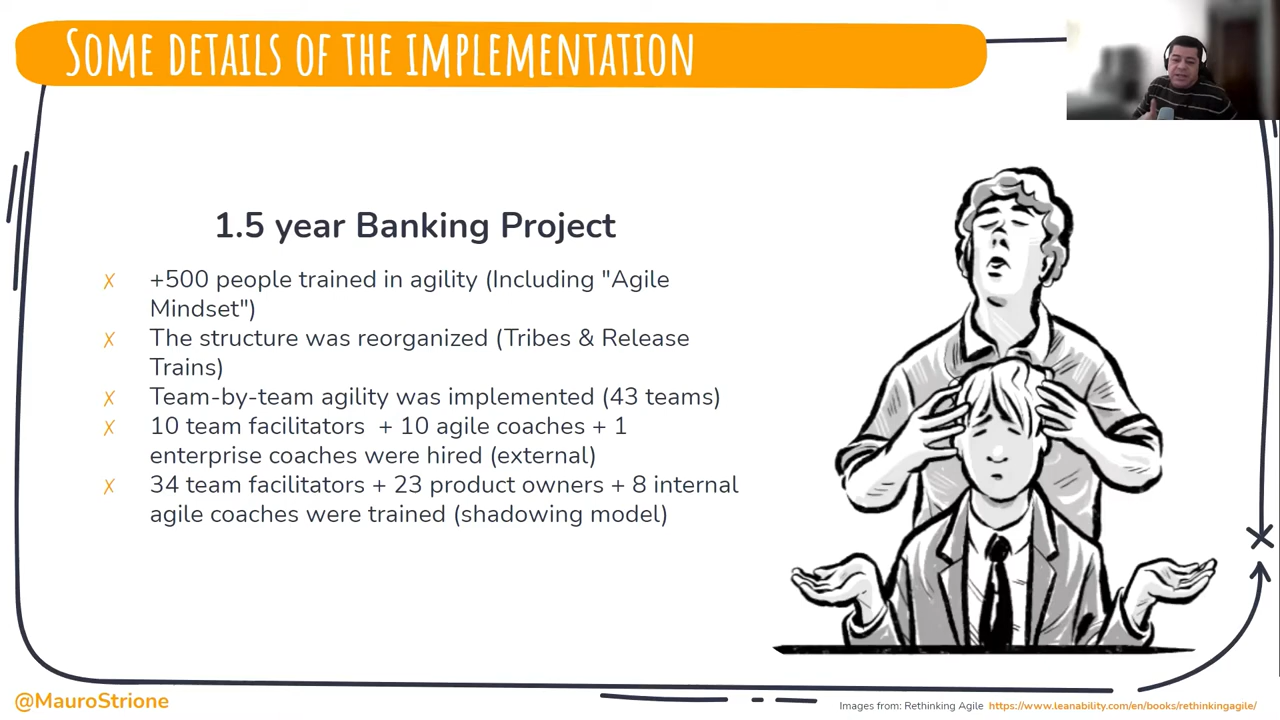 Some details of the implementation
1.5 year Banking Project
✗ +500 people trained in agility (Including "Agile
Mindset")
✗ The structure was reorganized (Tribes & Release
Trains)
✗ Team-by-team agility was implemented (43 teams)
✗ 10 team facilitators + 10 agile coaches + 1
enterprise coaches were hired (external)
✗ 34 team facilitators + 23 product owners + 8 internal
agile coaches were trained (shadowing model)
@MauroStrione
Images from: Rethinking Agile https://www.leanability.com/en/books/rethinkingagile/